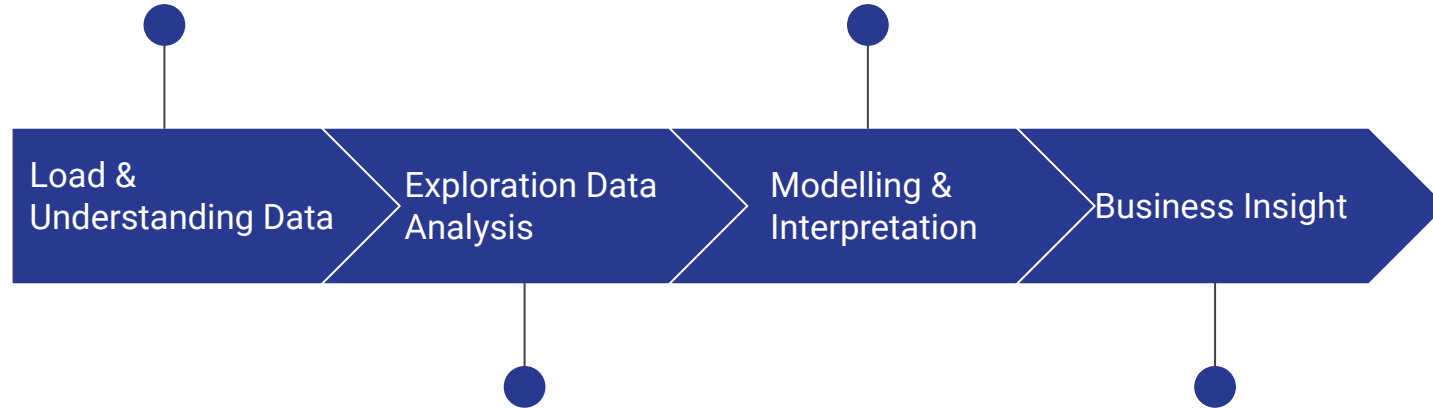 Load &
Understanding Data
Exploration Data
Analysis
Modelling &
Interpretation
Business Insight